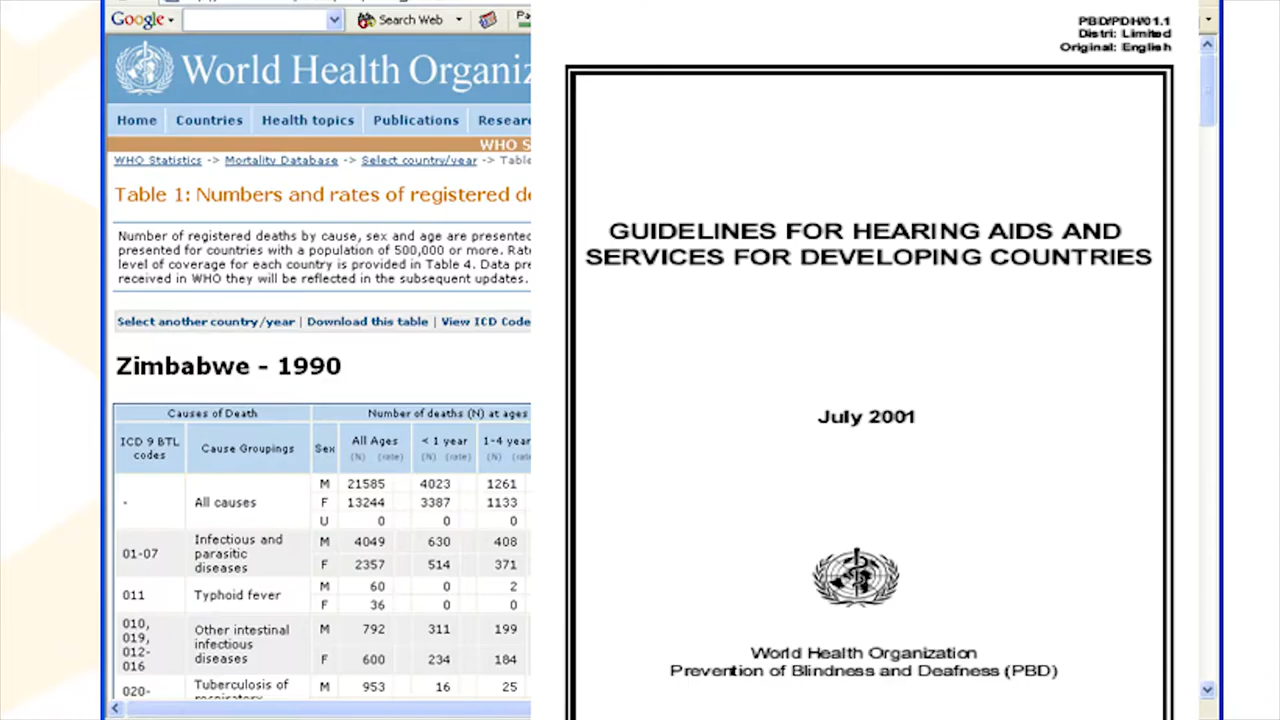 Google
Search Web
World Health Organiz
Home
Countries
Health topics
Publications
Resear
WHO S
WHO Statistics -> Mortality Database -> Select country/year -> Table
Table 1: Numbers and rates of registered de
Number of registered deaths by cause, sex and age are presented
presented for countries with a population of 500,000 or more. Rate
level of coverage for each country is provided in Table 4. Data pre
received in WHO they will be reflected in the subsequent updates.
Select another country/year | Download this table | View ICD Code
Zimbabwe - 1990
Causes of Death
Number of deaths (N) at ages
ICD 9 BTL codes
Cause Groupings
Sex
All Ages
< 1 year
1-4 year
(N) (rate)
(N) (rate)
(N) (rate
- All causes
M 21585 4023 1261
F 13244 3387 1133
U 0 0 0
01-07 Infectious and parasitic diseases
M 4049 630 408
F 2357 514 371
011 Typhoid fever
M 60 0 2
F 36 0 0
010, 019, 012-016 Other intestinal infectious diseases
M 792 311 199
F 600 234 184
020- Tuberculosis of
M 953 16 25
PBD/PDH/01.1
Distri: Limited
Original: English
GUIDELINES FOR HEARING AIDS AND
SERVICES FOR DEVELOPING COUNTRIES
July 2001
World Health Organization
Prevention of Blindness and Deafness (PBD)